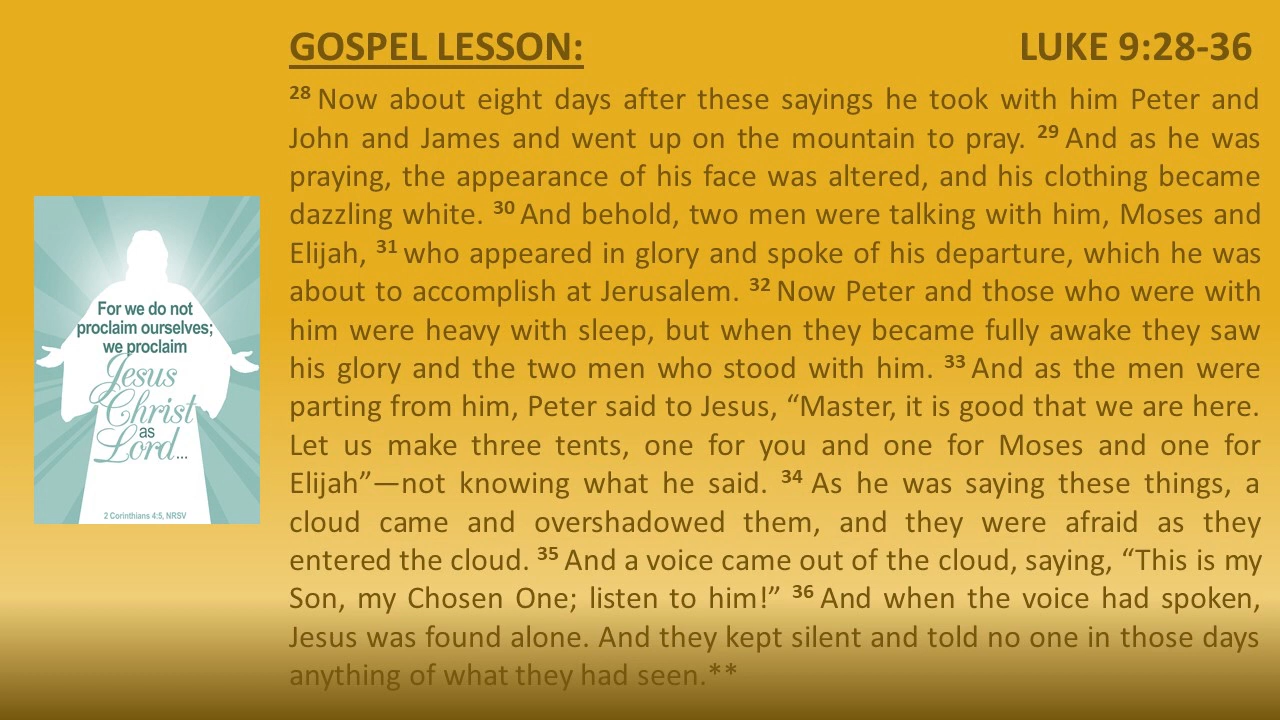 GOSPEL LESSON: LUKE 9:28-36
28 Now about eight days after these sayings he took with him Peter and
John and James and went up on the mountain to pray. 29 And as he was
praying, the appearance of his face was altered, and his clothing became
dazzling white. 30 And behold, two men were talking with him, Moses and
Elijah, 31 who appeared in glory and spoke of his departure, which he was
about to accomplish at Jerusalem. 32 Now Peter and those who were with
him were heavy with sleep, but when they became fully awake they saw
his glory and the two men who stood with him. 33 And as the men were
parting from him, Peter said to Jesus, “Master, it is good that we are here.
Let us make three tents, one for you and one for Moses and one for
Elijah”—not knowing what he said. 34 As he was saying these things, a
cloud came and overshadowed them, and they were afraid as they
entered the cloud. 35 And a voice came out of the cloud, saying, “This is my
Son, my Chosen One; listen to him!” 36 And when the voice had spoken,
Jesus was found alone. And they kept silent and told no one in those days
anything of what they had seen.**
For we do not
proclaim ourselves;
we proclaim
Jesus
Christ
as
Lord...
2 Corinthians 4:5, NRSV